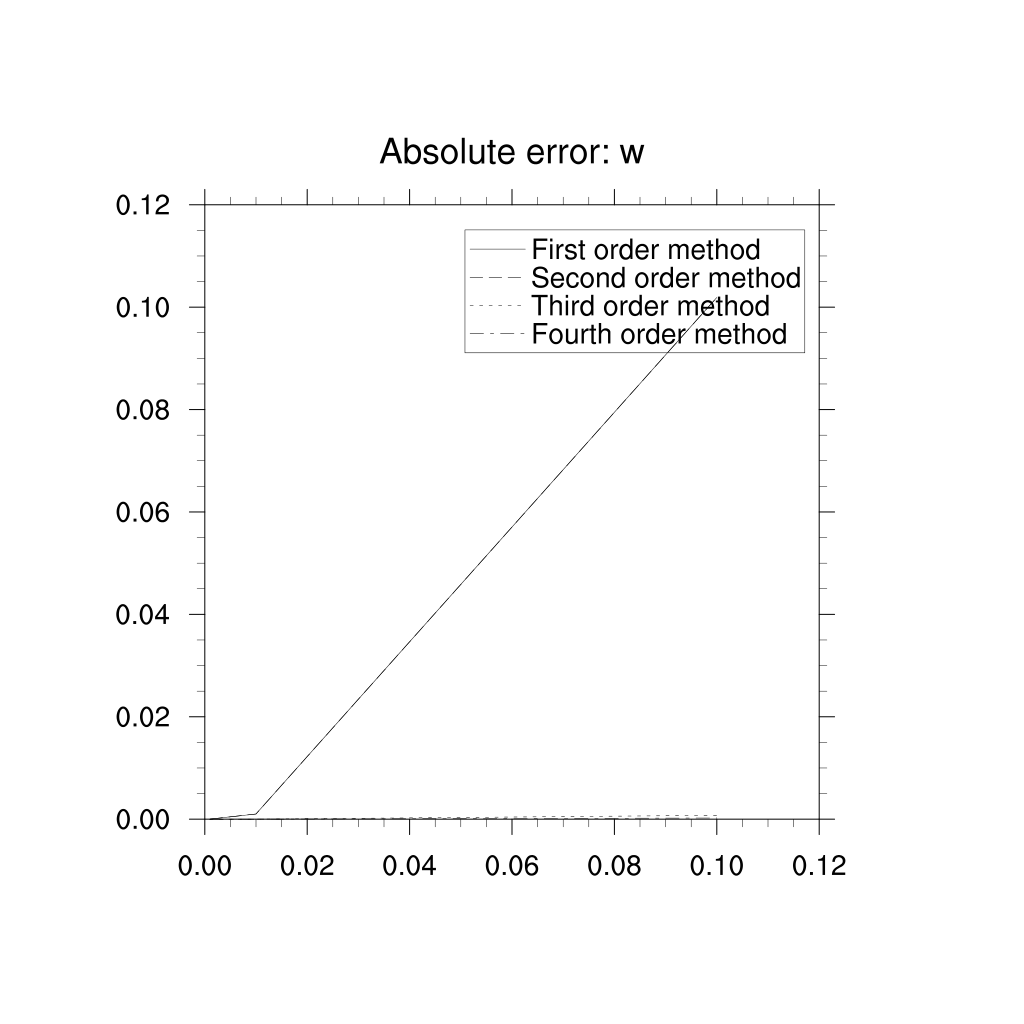 Absolute error: w
0.12
0.10
0.08
0.06
0.04
0.02
0.00
First order method
Second order method
Third order method
Fourth order method
0.00 0.02 0.04 0.06 0.08 0.10 0.12